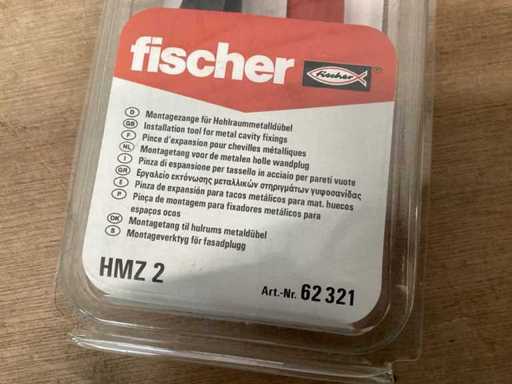 fischer
fischer
D Montagezange für Hohlraummetalldübel
GB Installation tool for metal cavity fixings
F Pince d'expansion pour chevilles métalliques
NL Montagetang voor de metalen holle wandplug
I Pinza di espansione per tassello in acciaio per pareti vuote
GR Εργαλείο εκτόνωσης μεταλλικών στηριγμάτων γυψοσανίδας
E Pinza de expansión para tacos metálicos para mat. huecos
P Pieça de montagem para fixadores metálicos para
espaços ocos
DK Montagetang til hulrums metaldübel
S Monteverktyg för fasadplugg
HMZ 2
Art.-Nr. 62 321